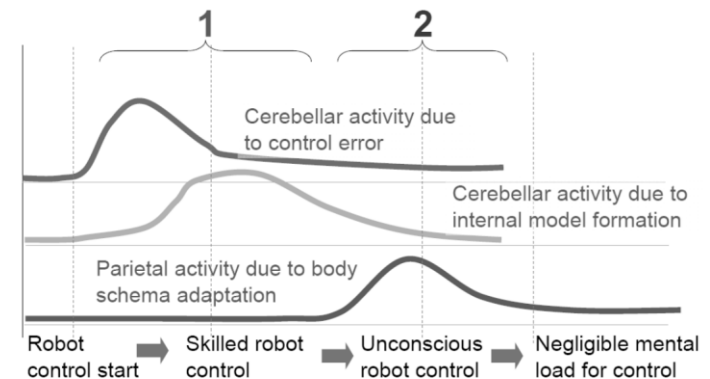 1
2
Cerebellar activity due
to control error
Cerebellar activity due to
internal model formation
Parietal activity due to body
schema adaptation
Robot
control start
Skilled robot
control
Unconscious
robot control
Negligible mental
load for control